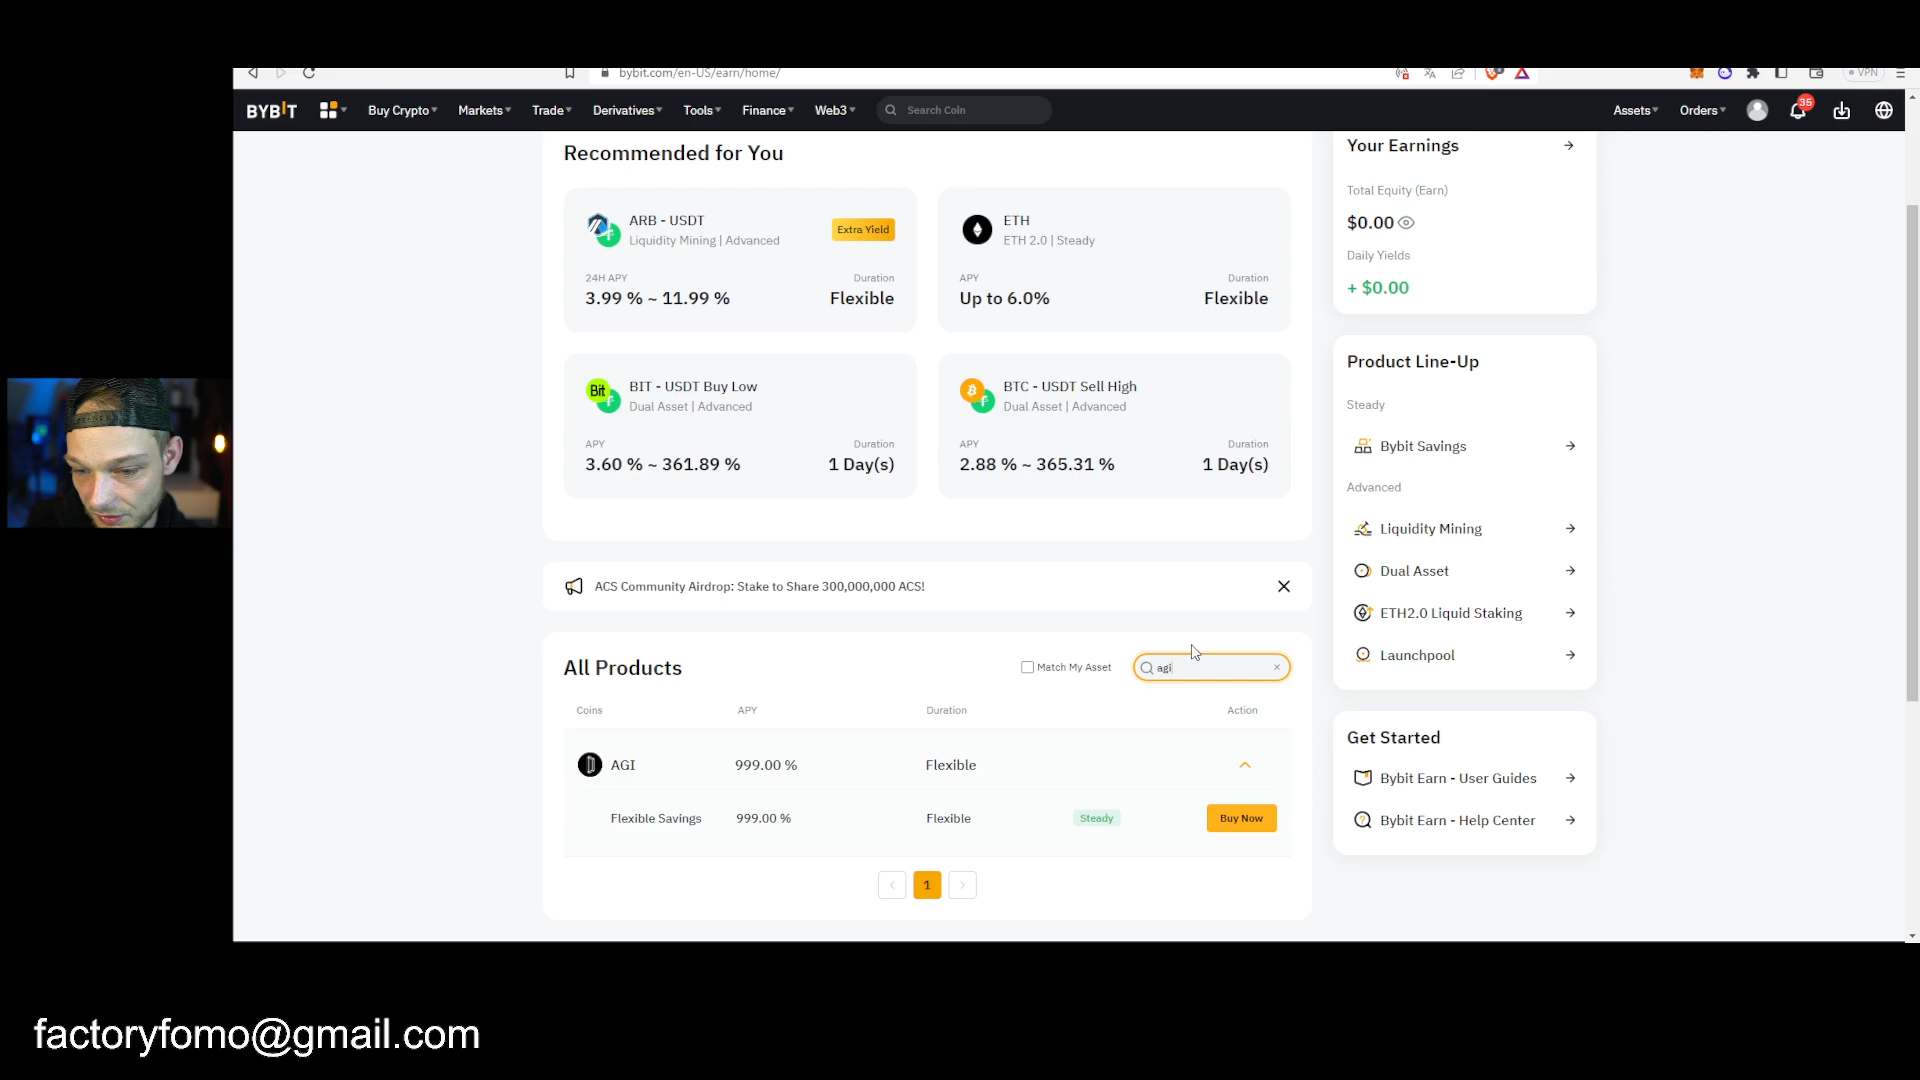 bybit.com/en-US/earn/home/
VPN
BYBIT
Buy Crypto
Markets
Trade
Derivatives
Tools
Finance
Web3
Search Coin
Assets
Orders
35
Recommended for You
ARB - USDT
Liquidity Mining | Advanced
Extra Yield
24H APY
Duration
3.99 % ~ 11.99 %
Flexible
ETH
ETH 2.0 | Steady
APY
Duration
Up to 6.0%
Flexible
Bit
BIT - USDT Buy Low
Dual Asset | Advanced
APY
Duration
3.60 % ~ 361.89 %
1 Day(s)
BTC - USDT Sell High
Dual Asset | Advanced
APY
Duration
2.88 % ~ 365.31 %
1 Day(s)
ACS Community Airdrop: Stake to Share 300,000,000 ACS!
All Products
Match My Asset
agi
Coins
APY
Duration
Action
AGI
999.00 %
Flexible
Flexible Savings
999.00 %
Flexible
Steady
Buy Now
1
Your Earnings
Total Equity (Earn)
$0.00
Daily Yields
+ $0.00
Product Line-Up
Steady
Bybit Savings
Advanced
Liquidity Mining
Dual Asset
ETH2.0 Liquid Staking
Launchpool
Get Started
Bybit Earn - User Guides
Bybit Earn - Help Center
factoryfomo@gmail.com